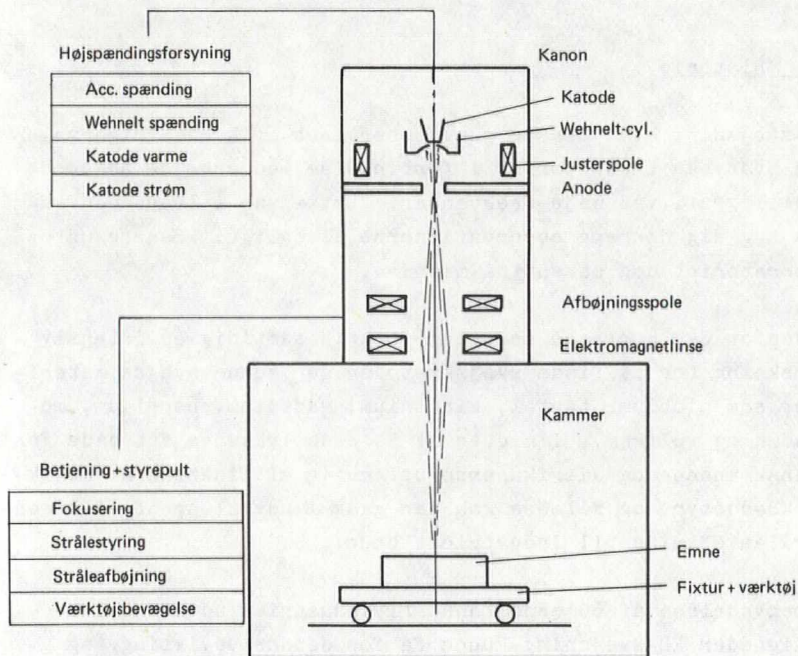 Højspændingsforsyning
Acc. spænding
Wehnelt spænding
Katode varme
Katode strøm
Kanon
Katode
Wehnelt-cyl.
Justerspole
Anode
Afbøjningsspole
Elektromagnetlinse
Kammer
Betjening+styrepult
Fokusering
Strålestyring
Stråleafbøjning
Værktøjsbevægelse
Emne
Fixtur+værktøj